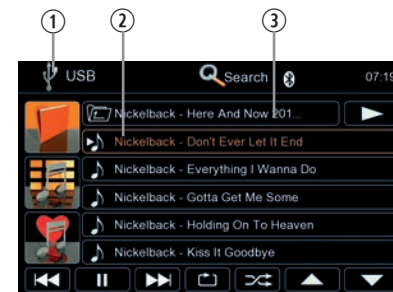 1 2 3
USB Search 07:19
Nickelback - Here And Now 201...
Nickelback - Don't Ever Let It End
Nickelback - Everything I Wanna Do
Nickelback - Gotta Get Me Some
Nickelback - Holding On To Heaven
Nickelback - Kiss It Goodbye